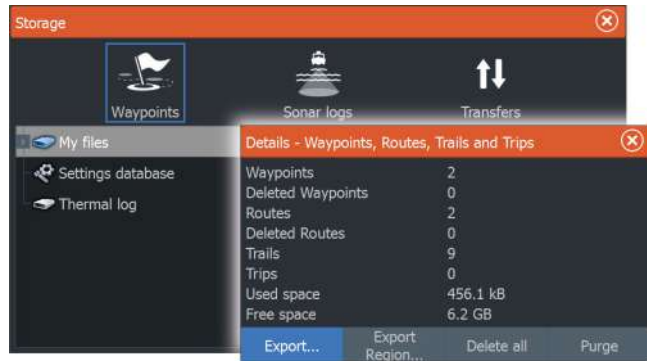 Storage
Waypoints
Sonar logs
Transfers
My files
Settings database
Thermal log
Details - Waypoints, Routes, Trails and Trips
Waypoints 2
Deleted Waypoints 0
Routes 2
Deleted Routes 0
Trails 9
Trips 0
Used space 456.1 kB
Free space 6.2 GB
Export...
Export
Region...
Delete all
Purge